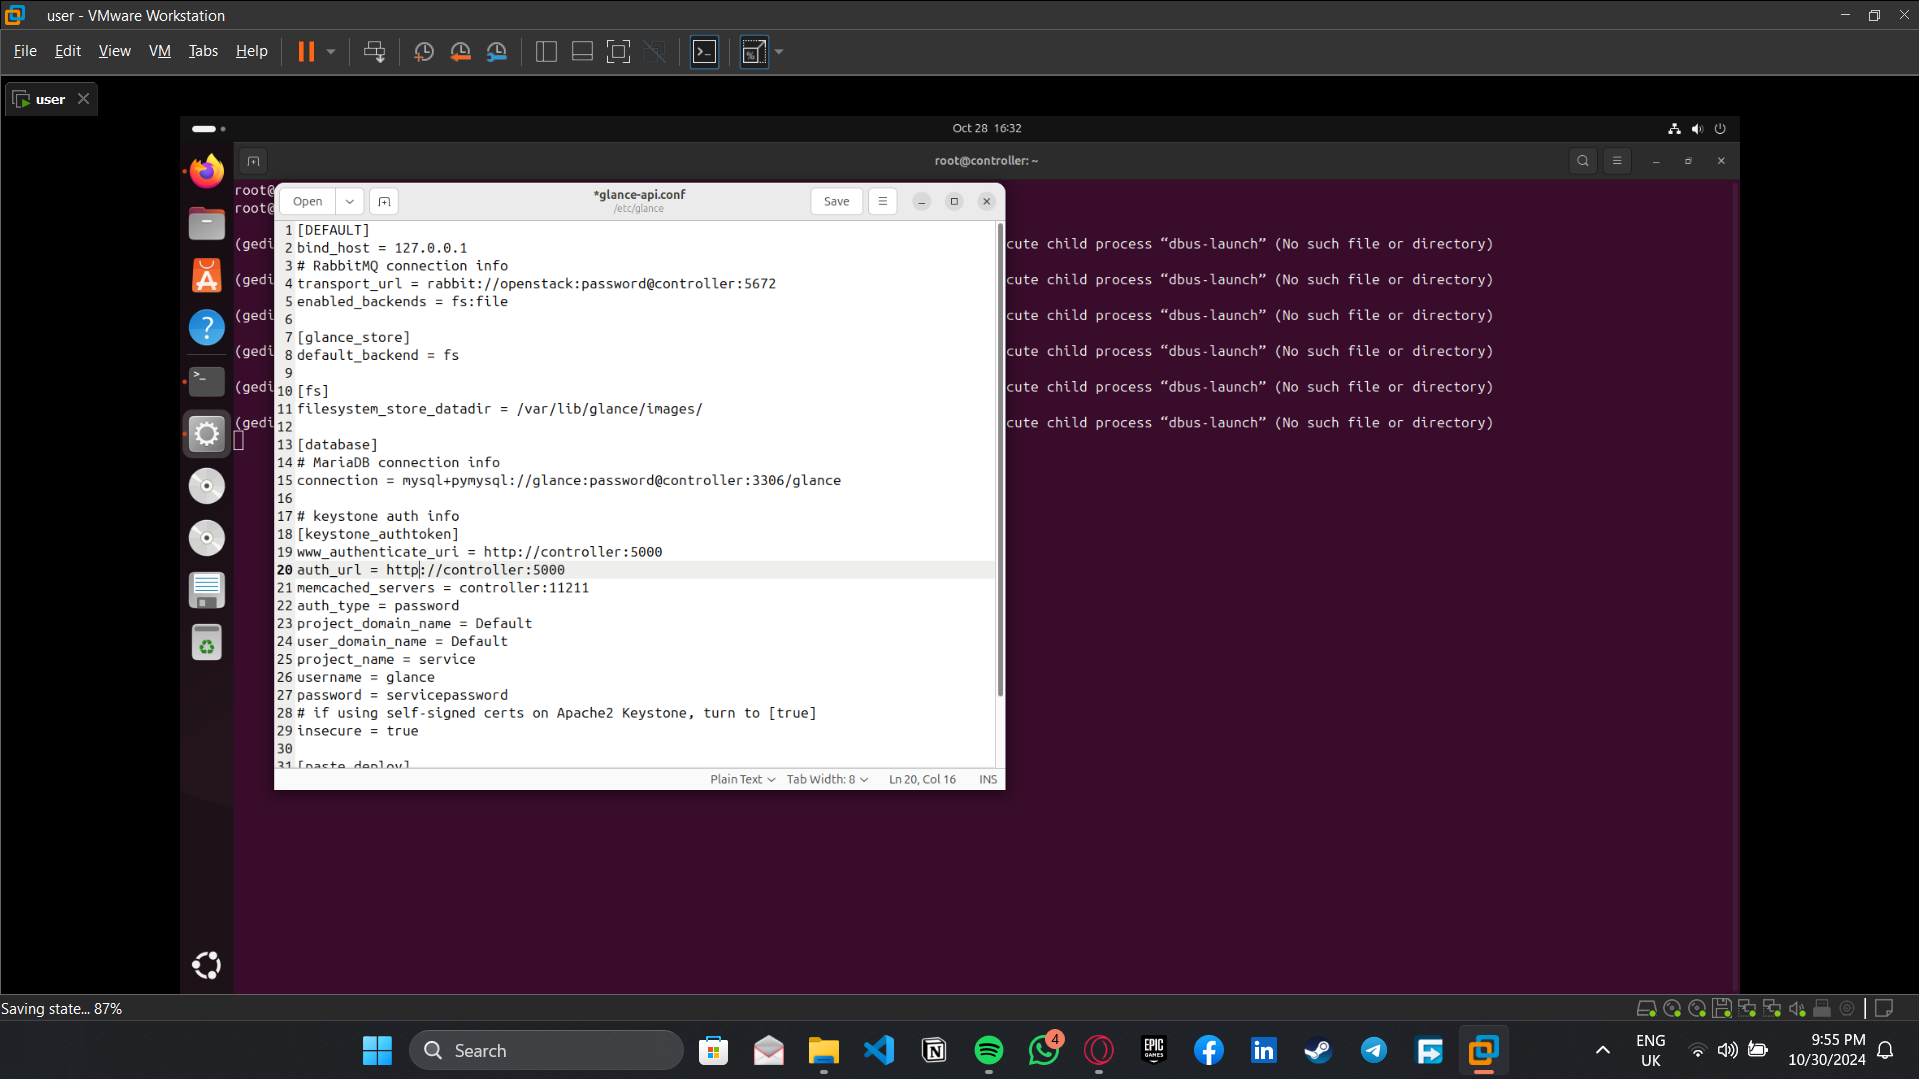 user - VMware Workstation
File Edit View VM Tabs Help
user
Oct 28 16:32
root@controller: ~
root@
root@
Open
*glance-api.conf
/etc/glance
Save
1 [DEFAULT]
2 bind_host = 127.0.0.1
3 # RabbitMQ connection info
4 transport_url = rabbit://openstack:password@controller:5672
5 enabled_backends = fs:file
6
7 [glance_store]
8 default_backend = fs
9
10 [fs]
11 filesystem_store_datadir = /var/lib/glance/images/
12
13 [database]
14 # MariaDB connection info
15 connection = mysql+pymysql://glance:password@controller:3306/glance
16
17 # keystone auth info
18 [keystone_authtoken]
19 www_authenticate_uri = http://controller:5000
20 auth_url = http://controller:5000
21 memcached_servers = controller:11211
22 auth_type = password
23 project_domain_name = Default
24 user_domain_name = Default
25 project_name = service
26 username = glance
27 password = servicepassword
28 # if using self-signed certs on Apache2 Keystone, turn to [true]
29 insecure = true
30
31 [paste_deploy]
Plain Text Tab Width: 8 Ln 20, Col 16 INS
(gedi cute child process “dbus-launch” (No such file or directory)
(gedi cute child process “dbus-launch” (No such file or directory)
(gedi cute child process “dbus-launch” (No such file or directory)
(gedi cute child process “dbus-launch” (No such file or directory)
(gedi cute child process “dbus-launch” (No such file or directory)
(gedi cute child process “dbus-launch” (No such file or directory)
Saving state... 87%
Search
4
EPIC
GAMES
ENG
UK
9:55 PM
10/30/2024